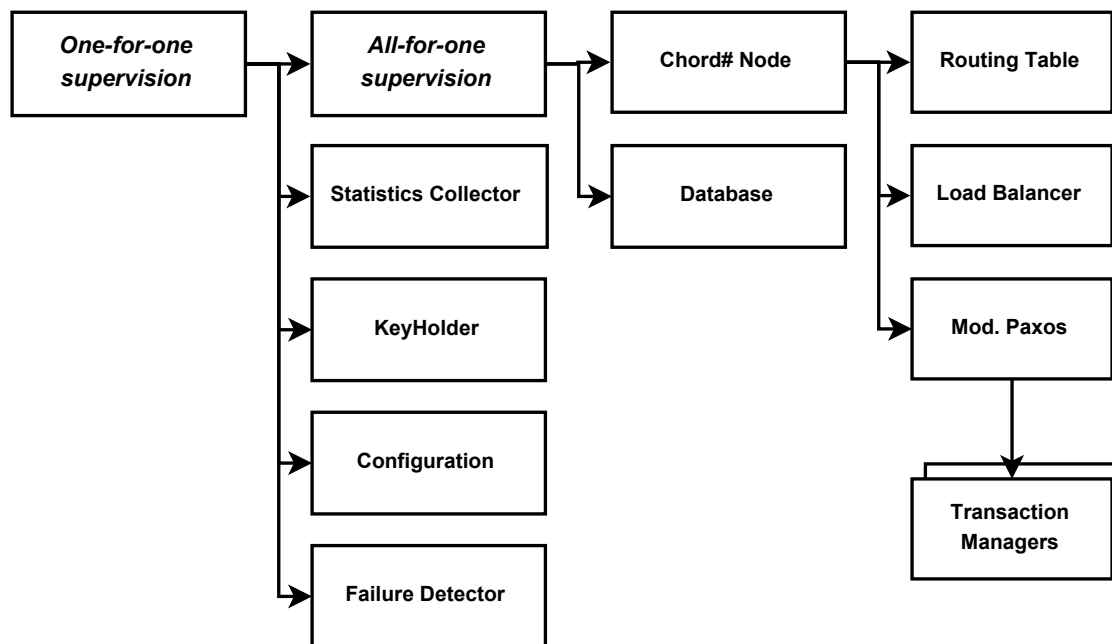 One-for-one
supervision
All-for-one
supervision
Chord# Node
Routing Table
Statistics Collector
Database
Load Balancer
KeyHolder
Mod. Paxos
Configuration
Transaction
Managers
Failure Detector